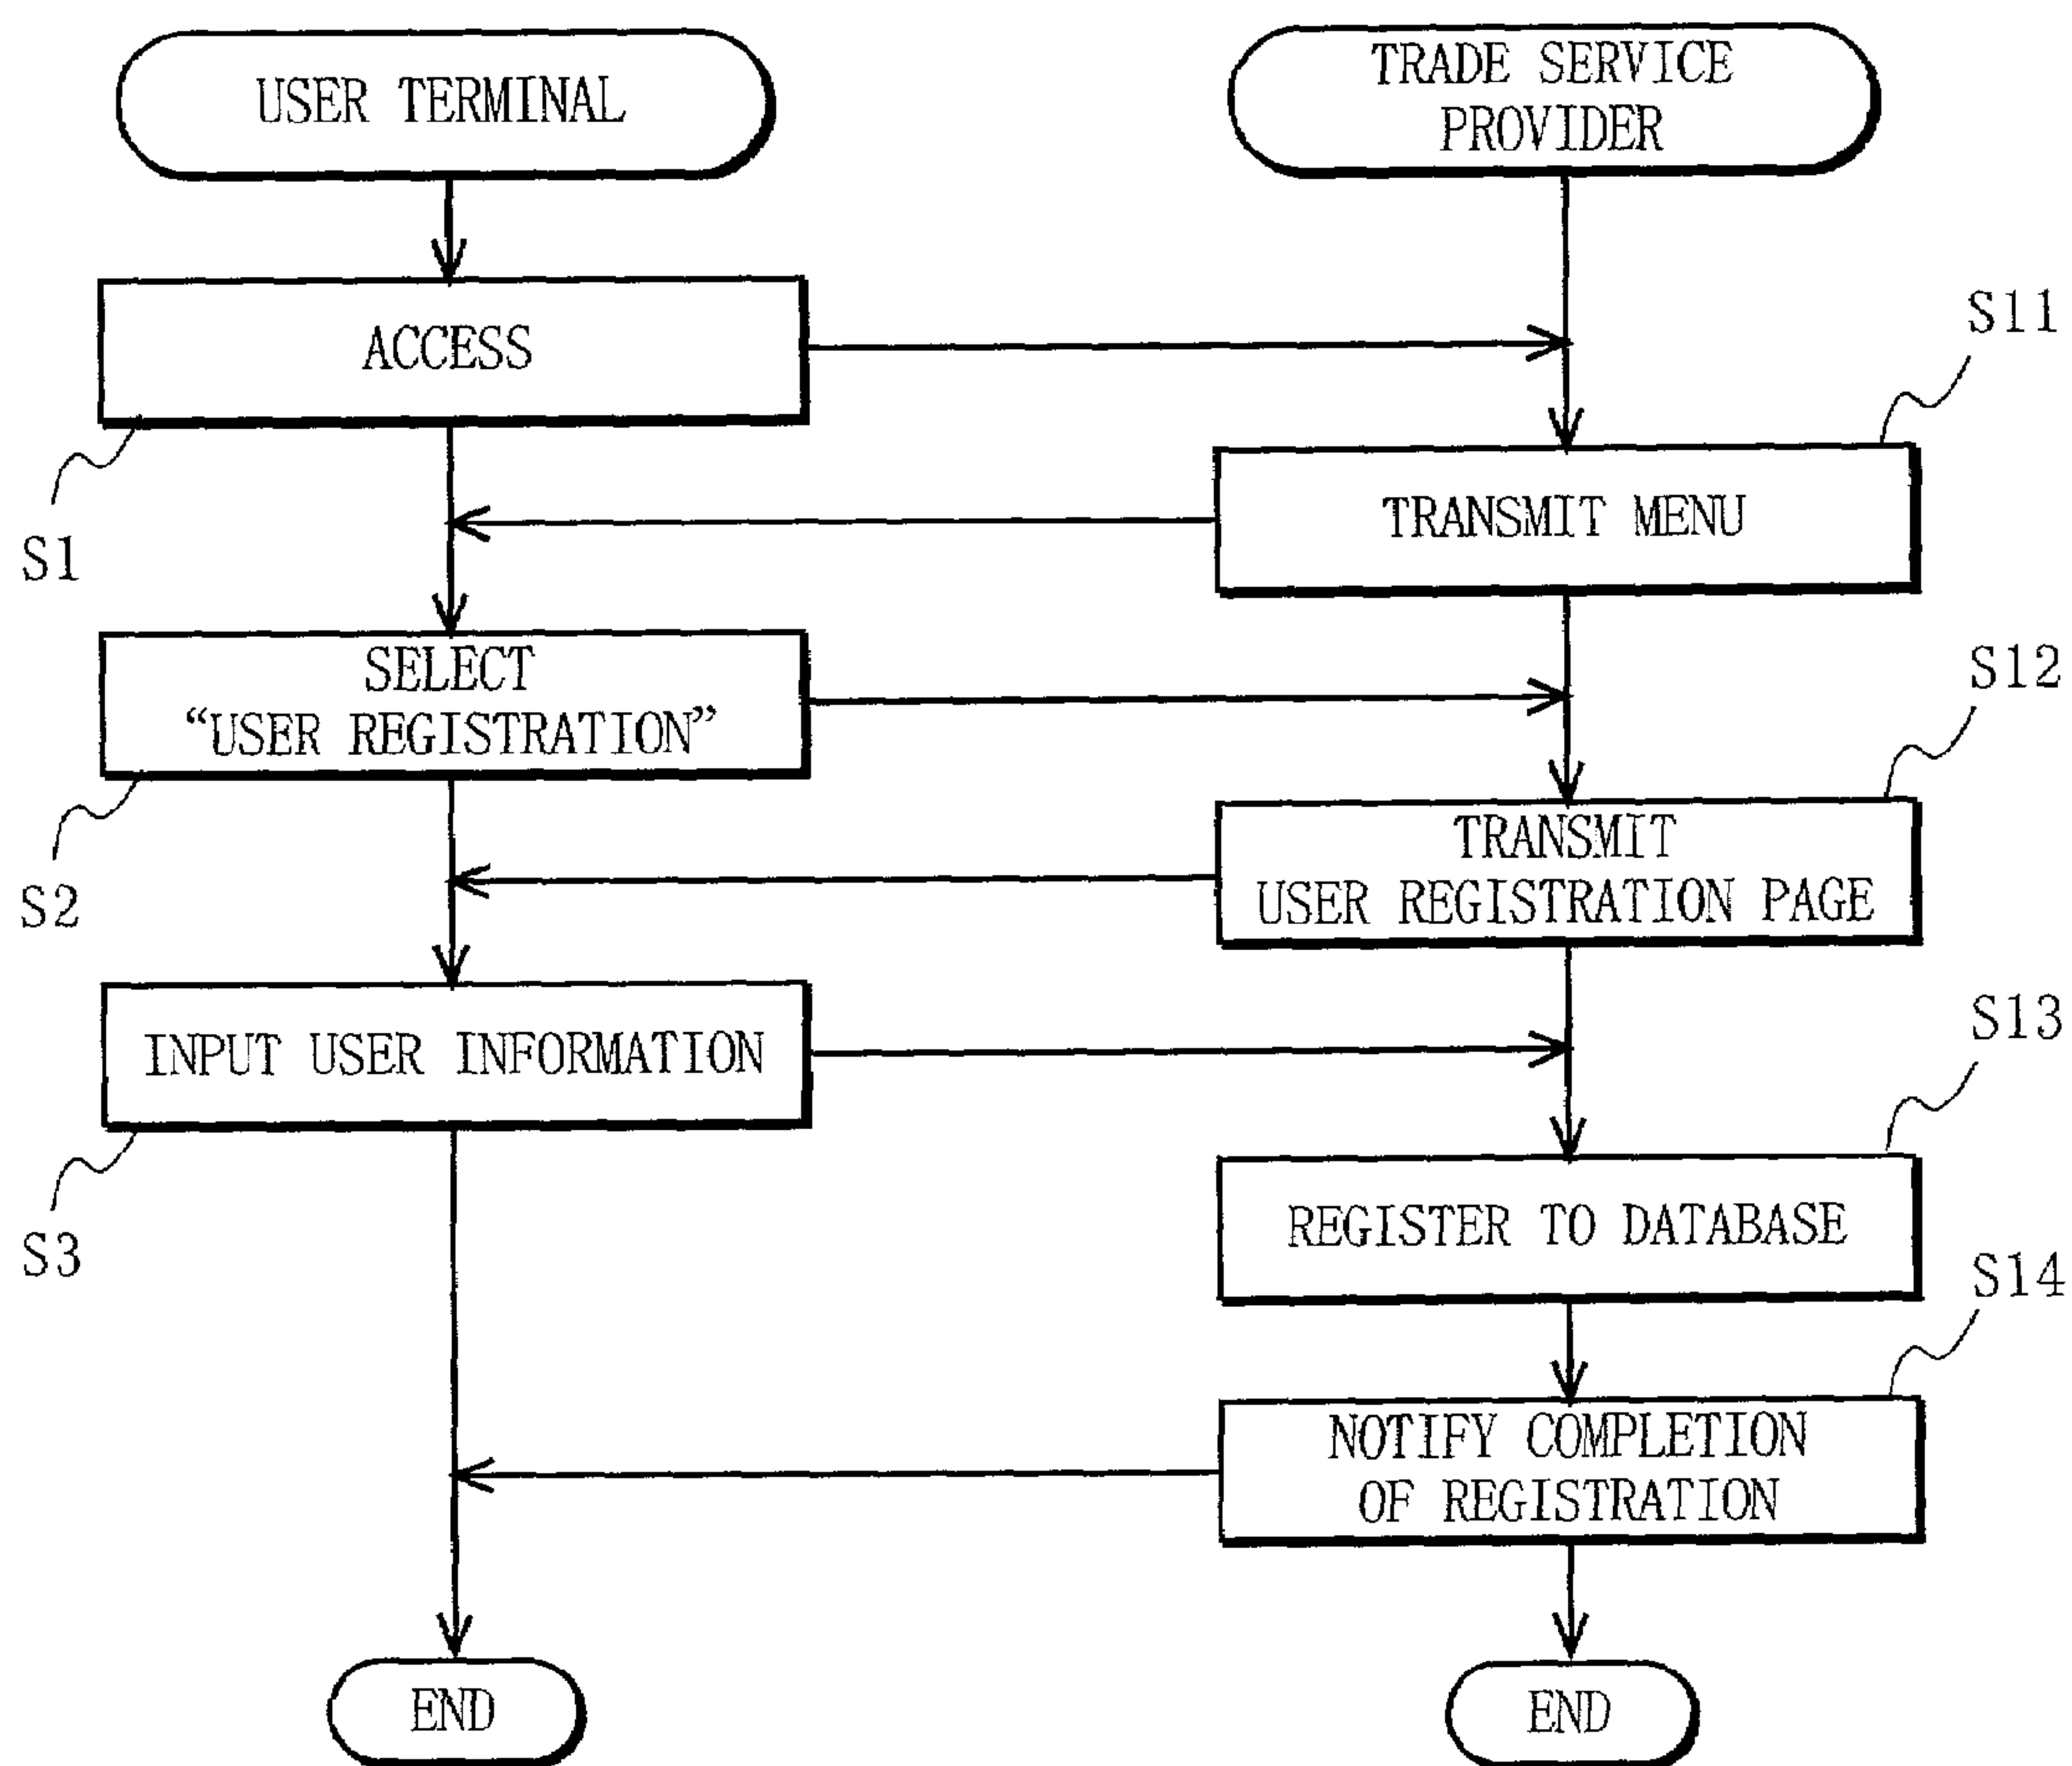 USER TERMINAL
TRADE SERVICE
PROVIDER
ACCESS
S1
S11
TRANSMIT MENU
SELECT
“USER REGISTRATION”
S2
S12
TRANSMIT
USER REGISTRATION PAGE
INPUT USER INFORMATION
S3
S13
REGISTER TO DATABASE
S14
NOTIFY COMPLETION
OF REGISTRATION
END
END